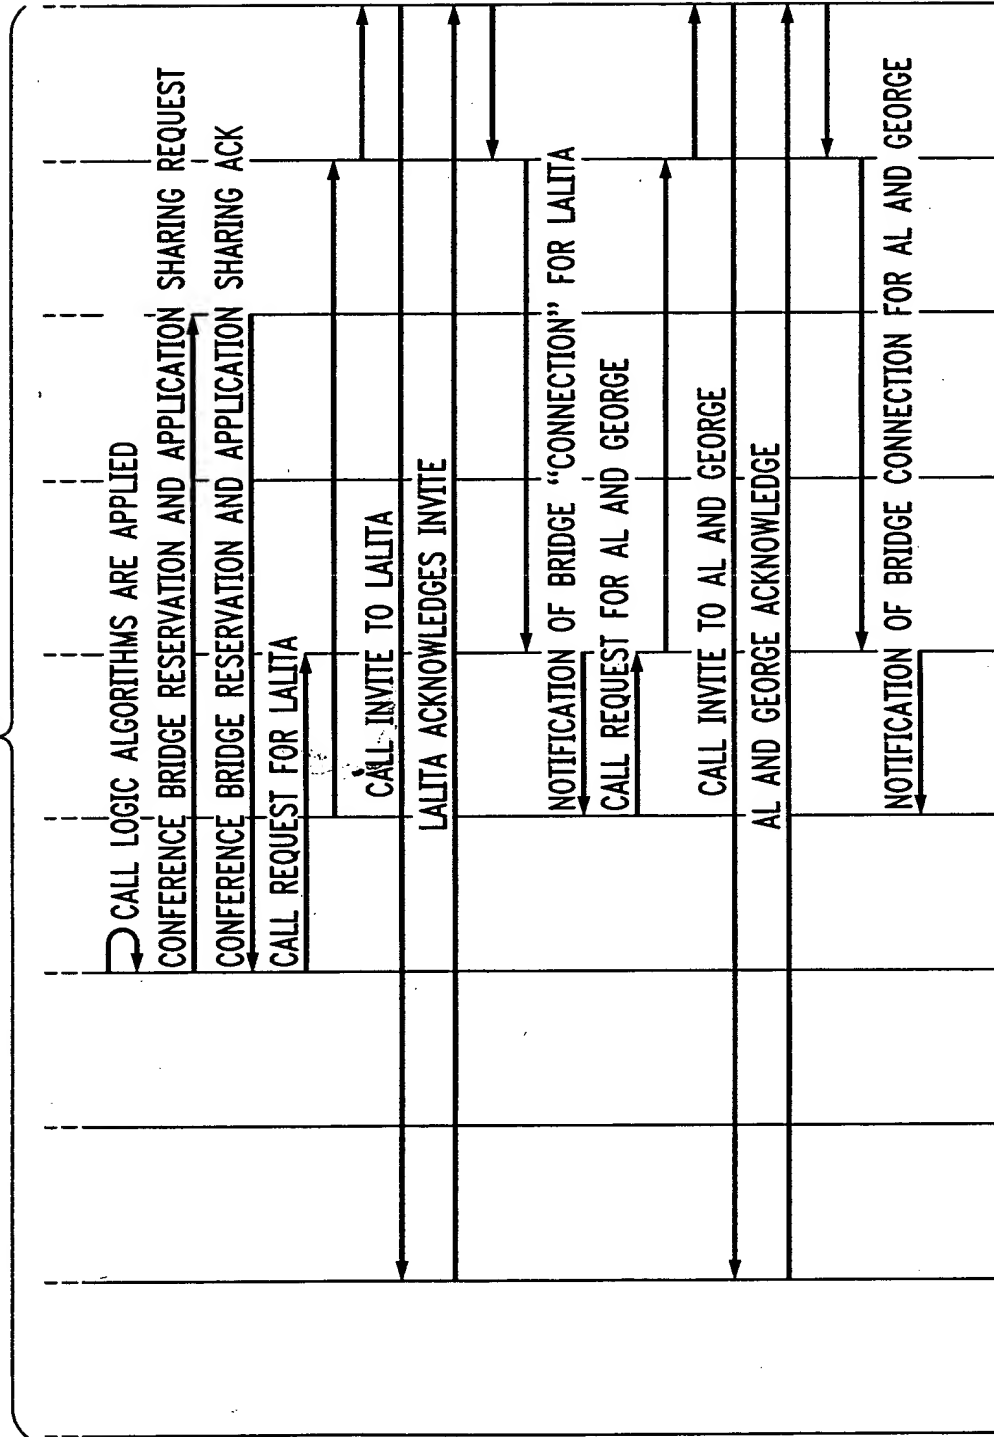 CALL LOGIC ALGORITHMS ARE APPLIED
CONFERENCE BRIDGE RESERVATION AND APPLICATION SHARING REQUEST
CONFERENCE BRIDGE RESERVATION AND APPLICATION SHARING ACK
CALL REQUEST FOR LALITA
CALL INVITE TO LALITA
LALITA ACKNOWLEDGES INVITE
NOTIFICATION OF BRIDGE "CONNECTION" FOR LALITA
CALL REQUEST FOR AL AND GEORGE
CALL INVITE TO AL AND GEORGE
AL AND GEORGE ACKNOWLEDGE
NOTIFICATION OF BRIDGE CONNECTION FOR AL AND GEORGE